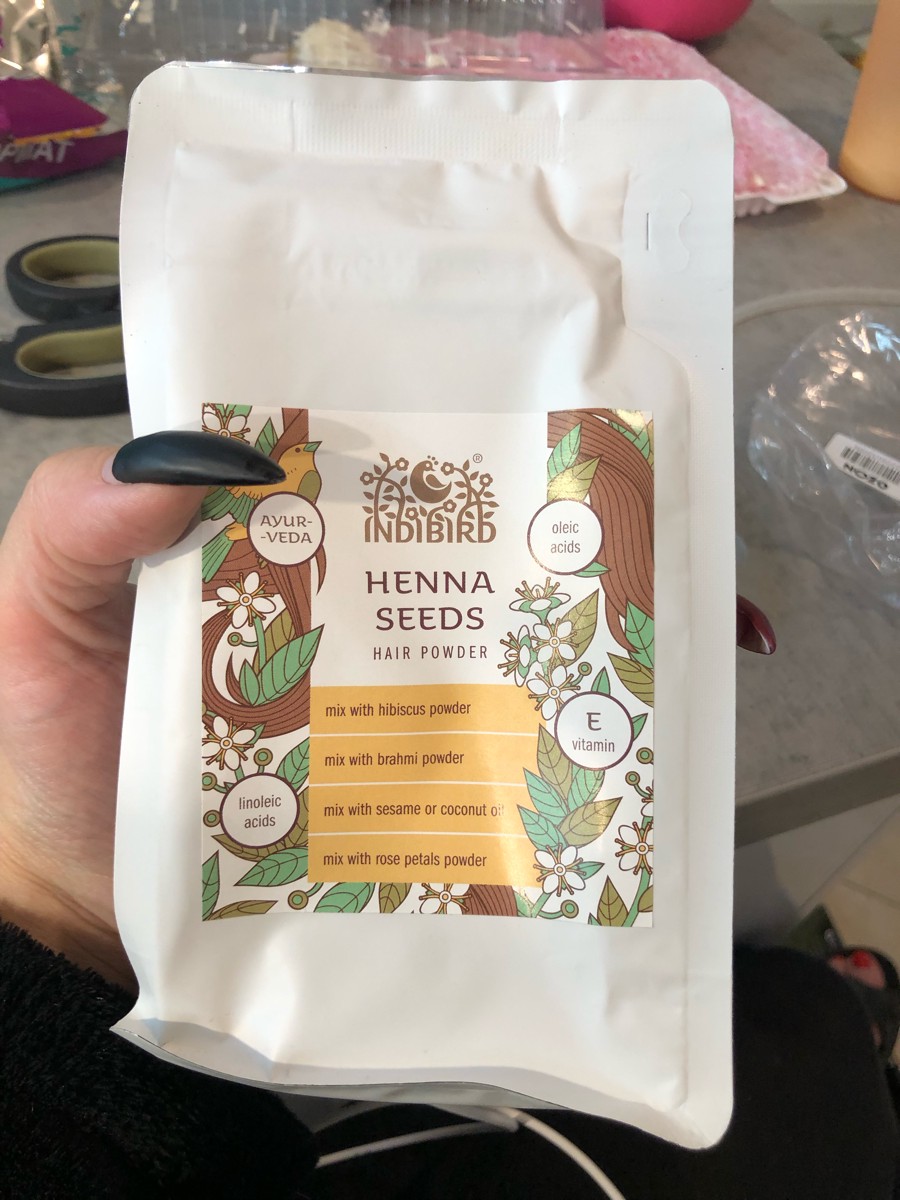 INDIBIRD®
HENNA
SEEDS
HAIR POWDER
AYUR-
-VEDA
oleic
acids
mix with hibiscus powder
mix with brahmi powder
mix with sesame or coconut oil
mix with rose petals powder
E
vitamin
linoleic
acids
NO20